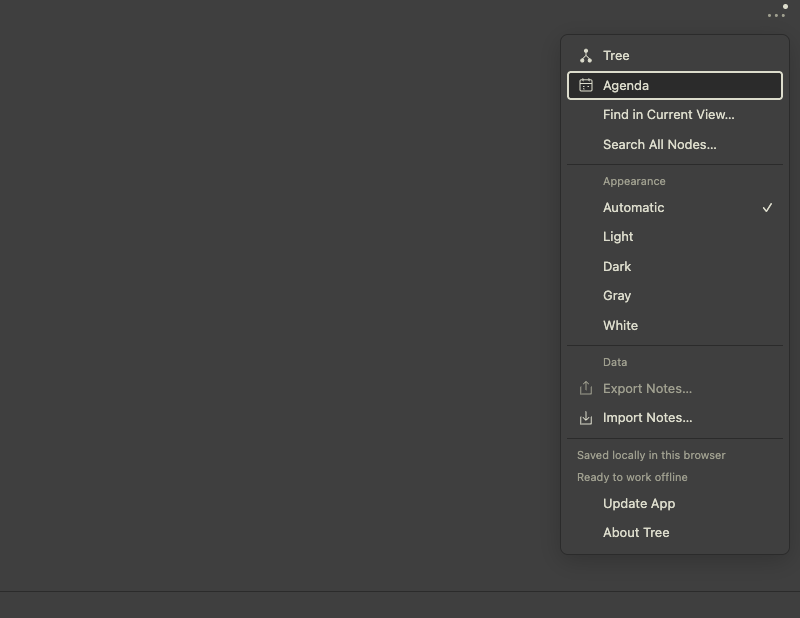 Tree
Agenda
Find in Current View...
Search All Nodes...
Appearance
Automatic
Light
Dark
Gray
White
Data
Export Notes...
Import Notes...
Saved locally in this browser
Ready to work offline
Update App
About Tree